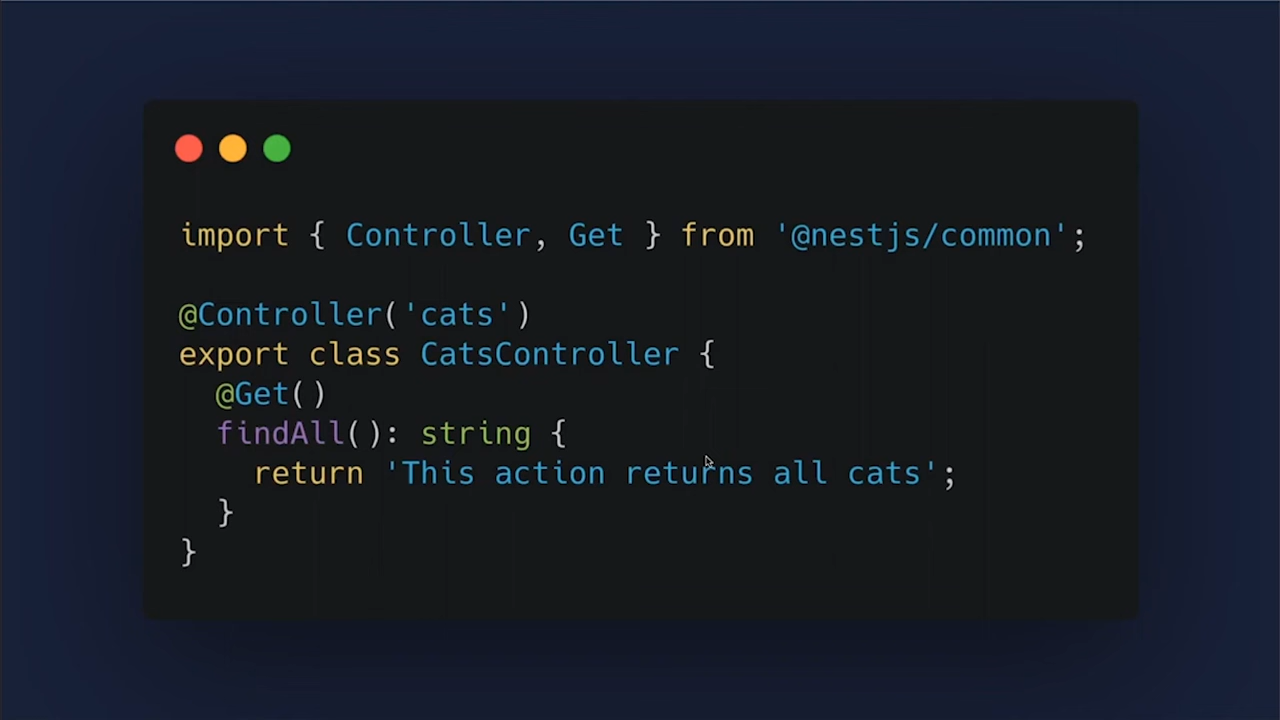 import { Controller, Get } from '@nestjs/common';
@Controller('cats')
export class CatsController {
  @Get()
  findAll(): string {
    return 'This action returns all cats';
  }
}